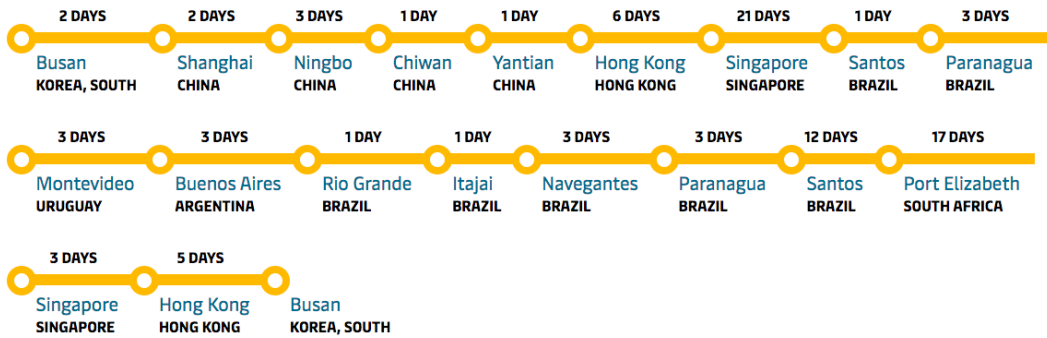 2 DAYS 2 DAYS 3 DAYS 1 DAY 1 DAY 6 DAYS 21 DAYS 1 DAY 3 DAYS
Busan Shanghai Ningbo Chiwan Yantian Hong Kong Singapore Santos Paranagua
KOREA, SOUTH CHINA CHINA CHINA CHINA HONG KONG SINGAPORE BRAZIL BRAZIL
3 DAYS 3 DAYS 1 DAY 1 DAY 3 DAYS 3 DAYS 12 DAYS 17 DAYS
Montevideo Buenos Aires Rio Grande Itajai Navegantes Paranagua Santos Port Elizabeth
URUGUAY ARGENTINA BRAZIL BRAZIL BRAZIL BRAZIL BRAZIL SOUTH AFRICA
3 DAYS 5 DAYS
Singapore Hong Kong Busan
SINGAPORE HONG KONG KOREA, SOUTH